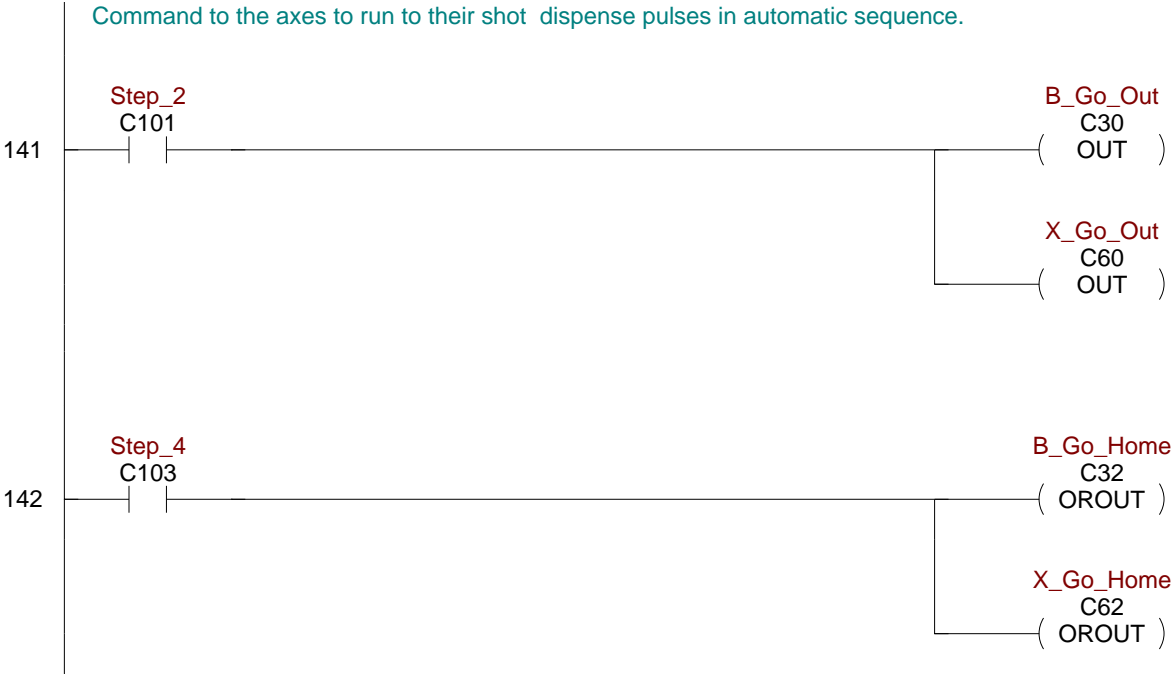 Command to the axes to run to their shot  dispense pulses in automatic sequence.
Step_2
C101
141
B_Go_Out
C30
OUT
X_Go_Out
C60
OUT
Step_4
C103
142
B_Go_Home
C32
OROUT
X_Go_Home
C62
OROUT